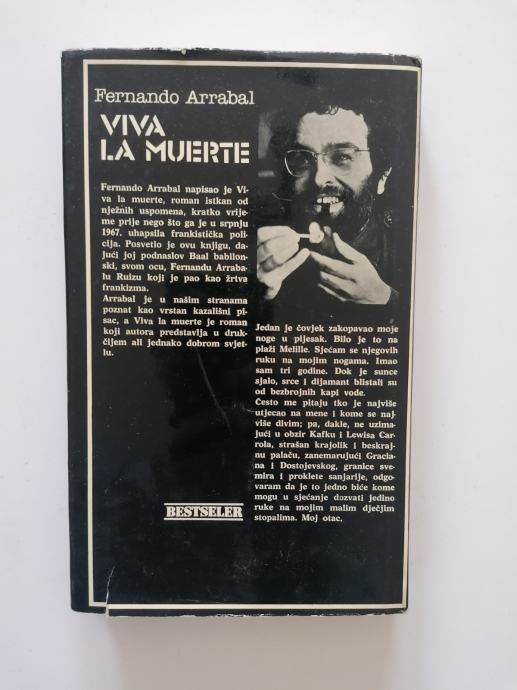 Fernando Arrabal
VIVA
LA MUERTE
Fernando Arrabal napisao je Vi-
va la muerte, roman istkan od
nježnih uspomena, kratko vrije-
me prije nego što ga je u srpnju
1967. uhapsila frankistička poli-
cija. Posvetio je ovu knjigu, da-
jući joj podnaslov Baal babilon-
ski, svom ocu, Fernandu Arraba-
lu Ruizu koji je pao kao žrtva
frankizma.
Arrabal je u našim stranama
poznat kao vrstan kazališni pi-
sac, a Viva la muerte je roman
koji autora predstavlja u druk-
čijem ali jednako dobrom svjet-
lu.
Jedan je čovjek zakopavao moje
noge u pijesak. Bilo je to na
plaži Melille. Sjećam se njegovih
ruku na mojim nogama. Imao
sam tri godine. Dok je sunce
sjalo, srce i dijamant blistali su
od bezbrojnih kapi vode.
Često me pitaju tko je najviše
utjecao na mene i kome se naj-
više divim; pa, dakle, ne uzima-
jući u obzir Kafku i Lewisa Car-
rola, strašan krajolik i beskraj-
nu palaču, zanemarujući Gracia-
na i Dostojevskog, granice sve-
mira i proklete sanjarije, odgo-
varam da je to jedno biće kome
mogu u sjećanje dozvati jedino
ruke na mojim malim dječjim
stopalima. Moj otac.
BESTSELER